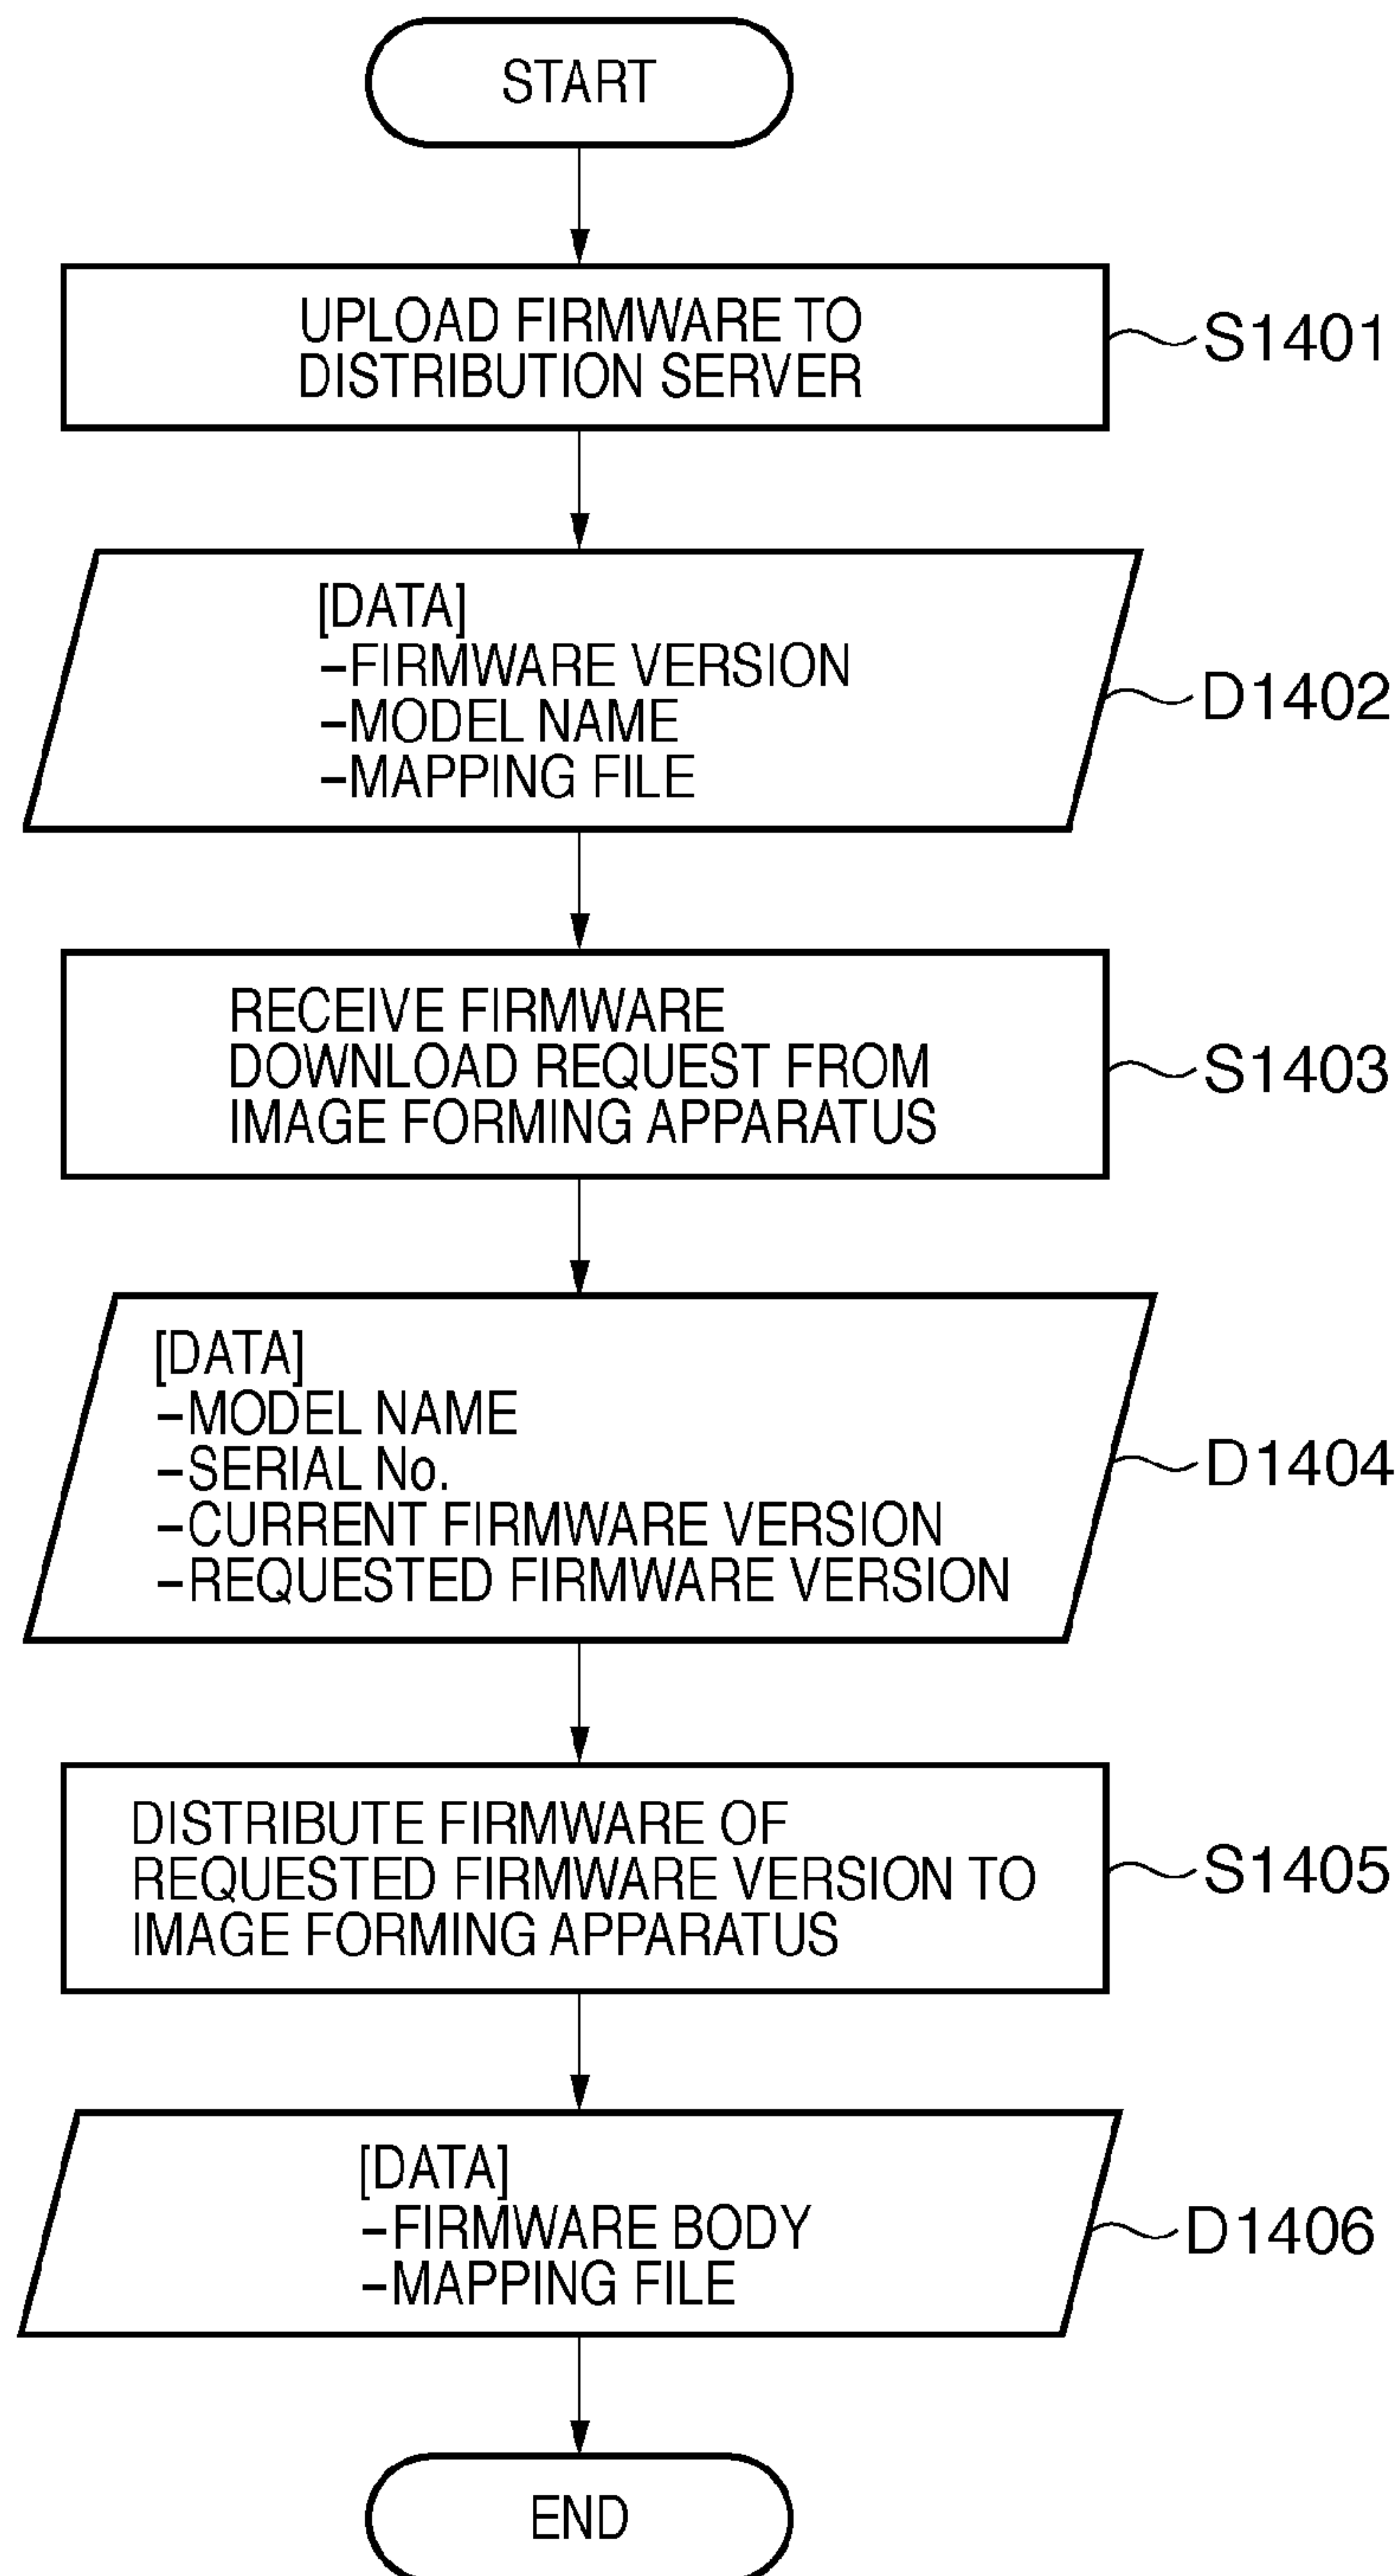 START
UPLOAD FIRMWARE TO
DISTRIBUTION SERVER
S1401
[DATA]
-FIRMWARE VERSION
-MODEL NAME
-MAPPING FILE
D1402
RECEIVE FIRMWARE
DOWNLOAD REQUEST FROM
IMAGE FORMING APPARATUS
S1403
[DATA]
-MODEL NAME
-SERIAL No.
-CURRENT FIRMWARE VERSION
-REQUESTED FIRMWARE VERSION
D1404
DISTRIBUTE FIRMWARE OF
REQUESTED FIRMWARE VERSION TO
IMAGE FORMING APPARATUS
S1405
[DATA]
-FIRMWARE BODY
-MAPPING FILE
D1406
END